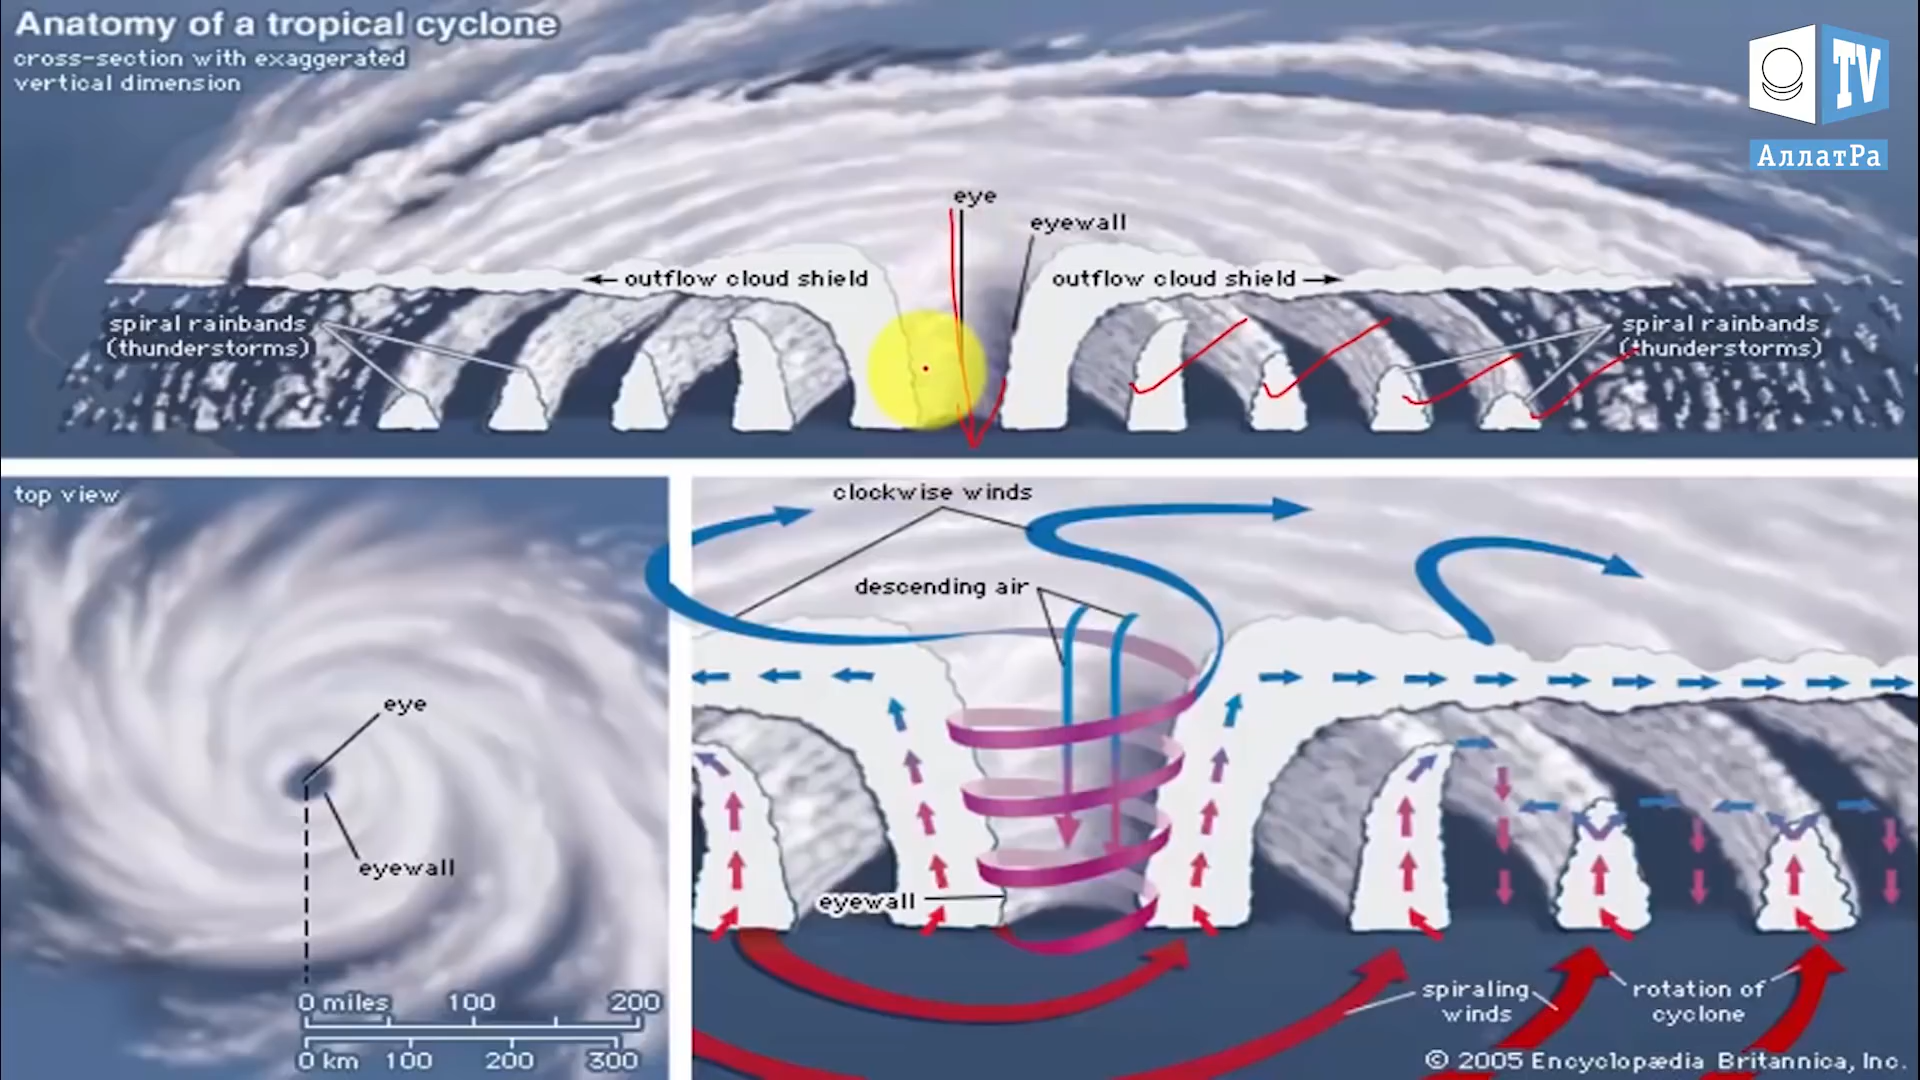 Anatomy of a tropical cyclone
cross-section with exaggerated
vertical dimension
TV
АллатРа
eye
eyewall
outflow cloud shield
outflow cloud shield
spiral rainbands
(thunderstorms)
spiral rainbands
(thunderstorms)
top view
eye
eyewall
0 miles 100 200
0 km 100 200 300
clockwise winds
descending air
eyewall
spiraling
winds
rotation of
cyclone
© 2005 Encyclopædia Britannica, Inc.